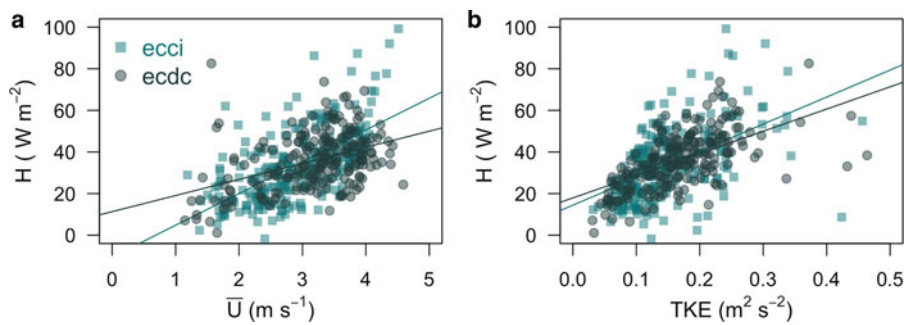 a
b
ecci
ecdc
100
80
60
40
20
0
H ( W m⁻²)
0 1 2 3 4 5
U̅ (m s⁻¹)
100
80
60
40
20
0
H ( W m⁻²)
0.0 0.1 0.2 0.3 0.4 0.5
TKE (m² s⁻²)